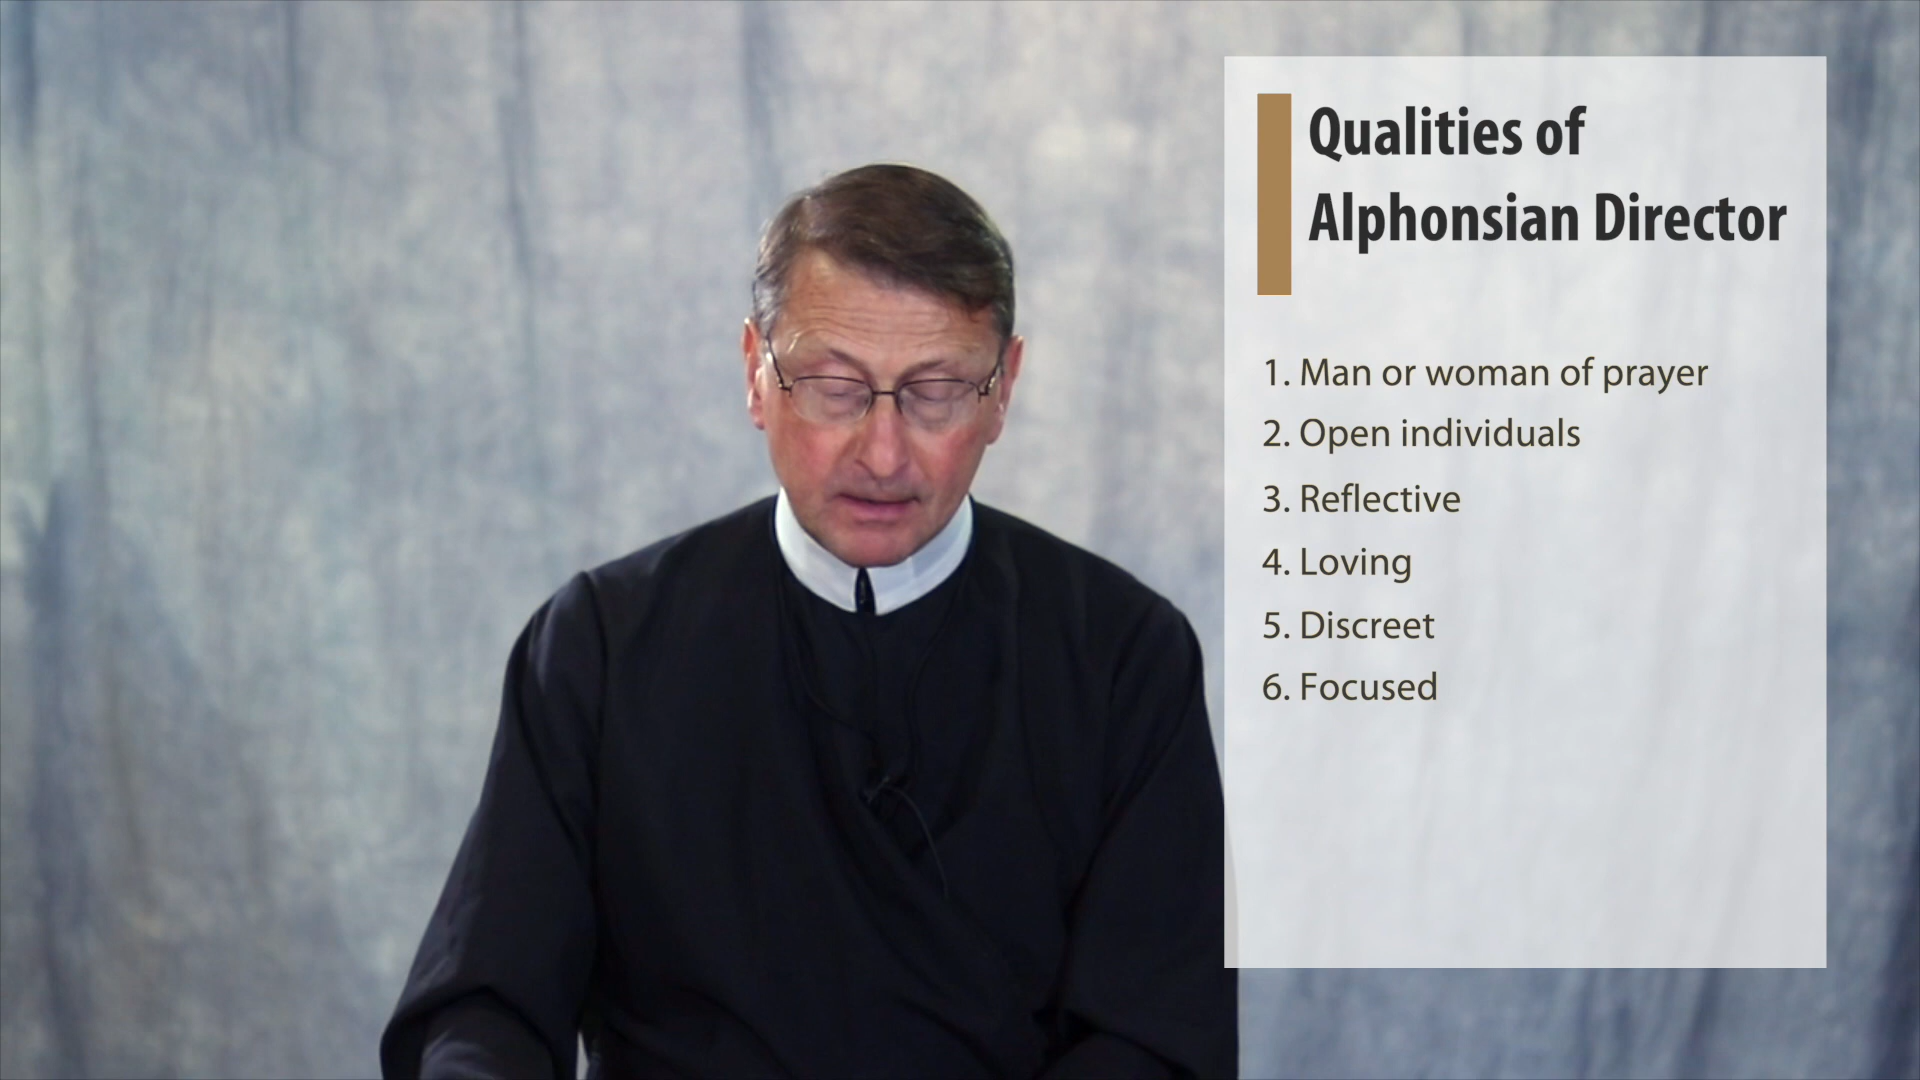 Qualities of
Alphonsian Director
1. Man or woman of prayer
2. Open individuals
3. Reflective
4. Loving
5. Discreet
6. Focused